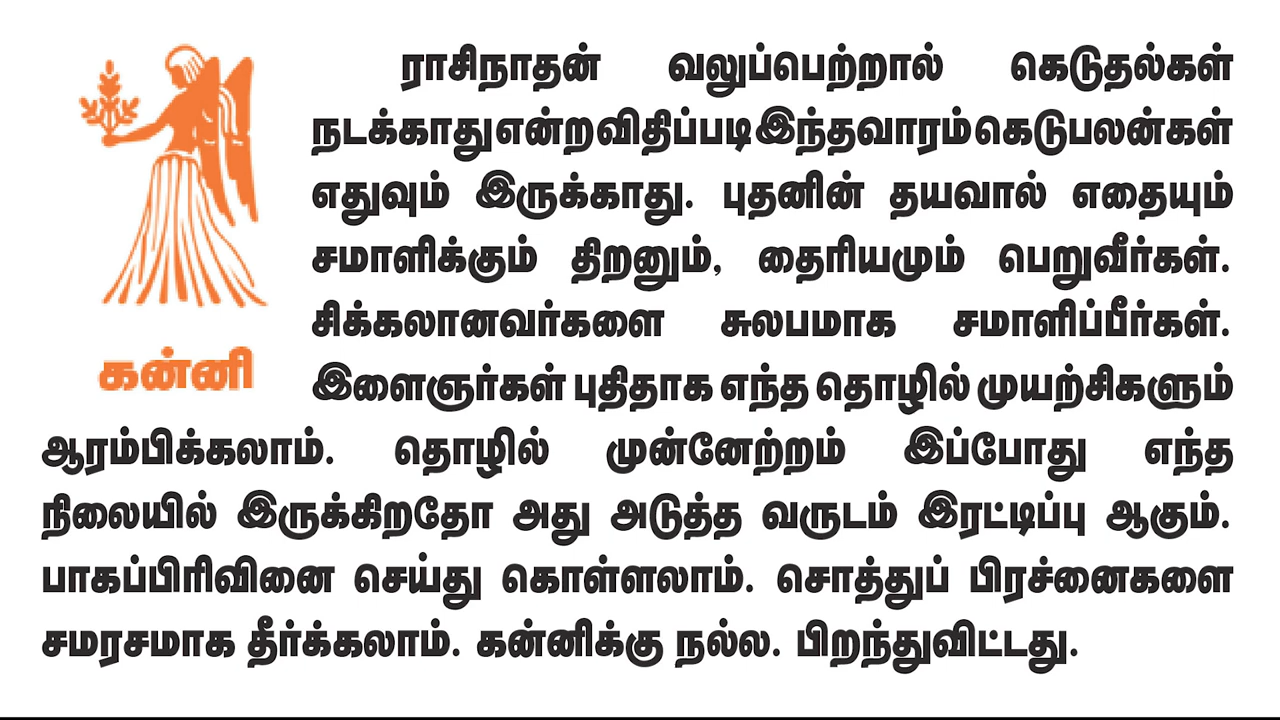 ராசிநாதன் வலுப்பெற்றால் கெடுதல்கள்
நடக்காது என்ற விதிப்படி இந்த வாரம் கெடுபலன்கள்
எதுவும் இருக்காது. புதனின் தயவால் எதையும்
சமாளிக்கும் திறனும், தைரியமும் பெறுவீர்கள்.
சிக்கலானவர்களை சுலபமாக சமாளிப்பீர்கள்.
கன்னி
இளைஞர்கள் புதிதாக எந்த தொழில் முயற்சிகளும்
ஆரம்பிக்கலாம். தொழில் முன்னேற்றம் இப்போது எந்த
நிலையில் இருக்கிறதோ அது அடுத்த வருடம் இரட்டிப்பு ஆகும்.
பாகப்பிரிவினை செய்து கொள்ளலாம். சொத்துப் பிரச்னைகளை
சமரசமாக தீர்க்கலாம். கன்னிக்கு நல்ல. பிறந்துவிட்டது.